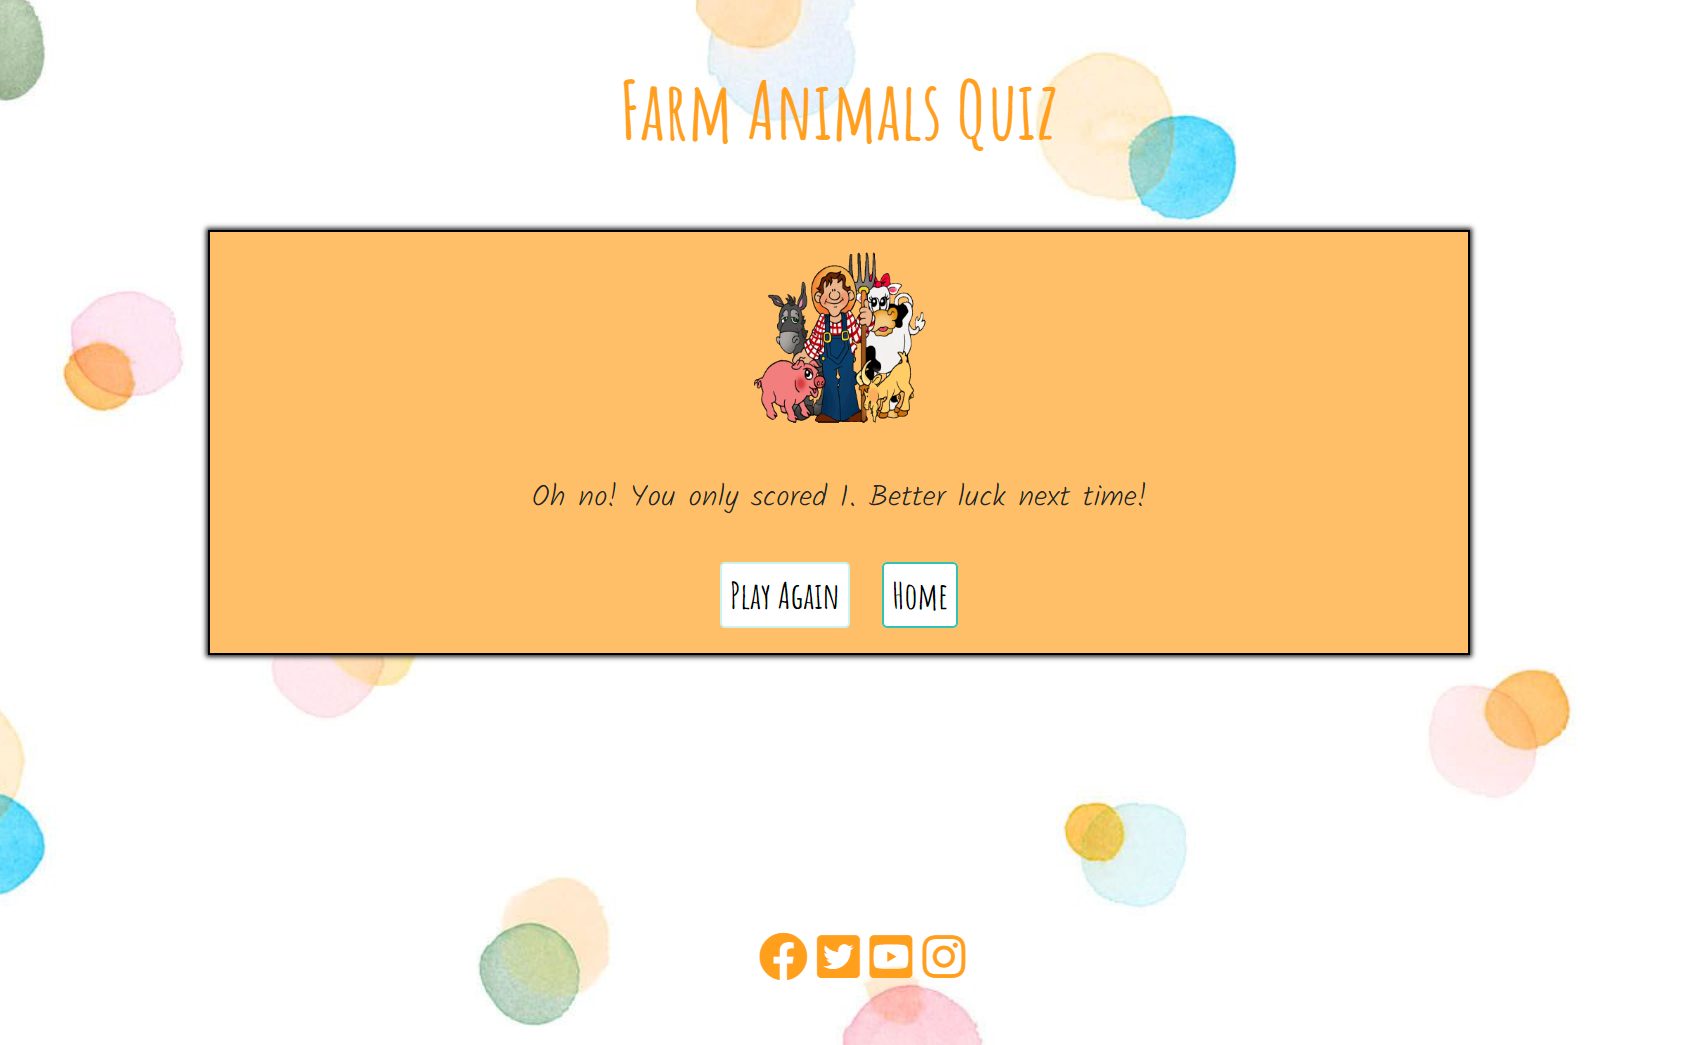 Farm Animals Quiz
Oh no! You only scored 1. Better luck next time!
Play Again
Home